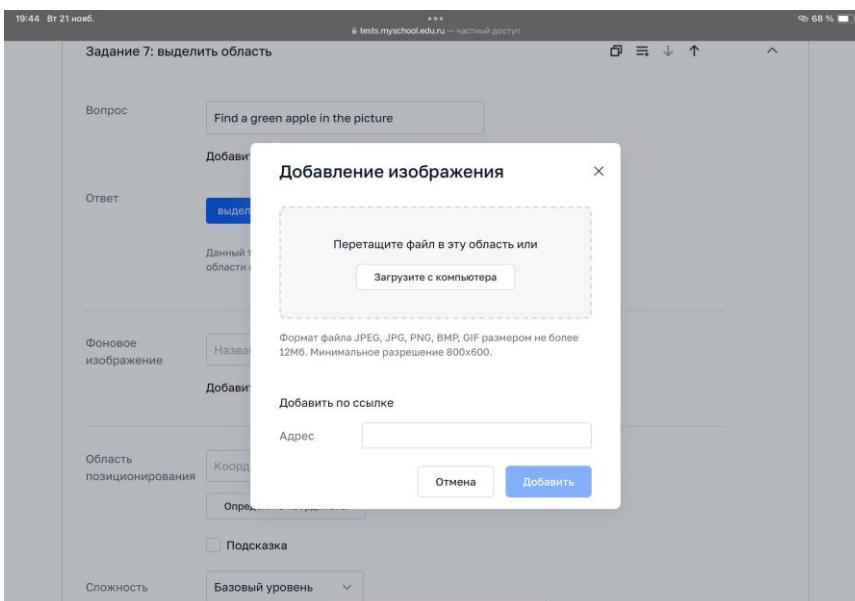 19:44 Вт 21 нояб.
68 %
tests.myschool.edu.ru — частный доступ
Задание 7: выделить область
Вопрос
Find a green apple in the picture
Добави
Ответ
выдел
Данный
области
Добавление изображения
Перетащите файл в эту область или
Загрузите с компьютера
Формат файла JPEG, JPG, PNG, BMP, GIF размером не более
12Мб. Минимальное разрешение 800x600.
Добавить по ссылке
Адрес
Отмена
Добавить
Фоновое
изображение
Назва
Добави
Область
позиционирования
Коорд
Опре
Подсказка
Сложность
Базовый уровень